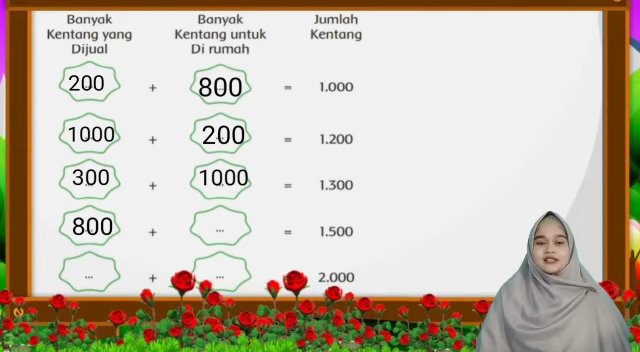 Banyak Kentang yang Dijual
Banyak Kentang untuk Di rumah
Jumlah Kentang
200 + 800 = 1.000
1000 + 200 = 1.200
300 + 1000 = 1.300
800 + ... = 1.500
... + ... 2.000